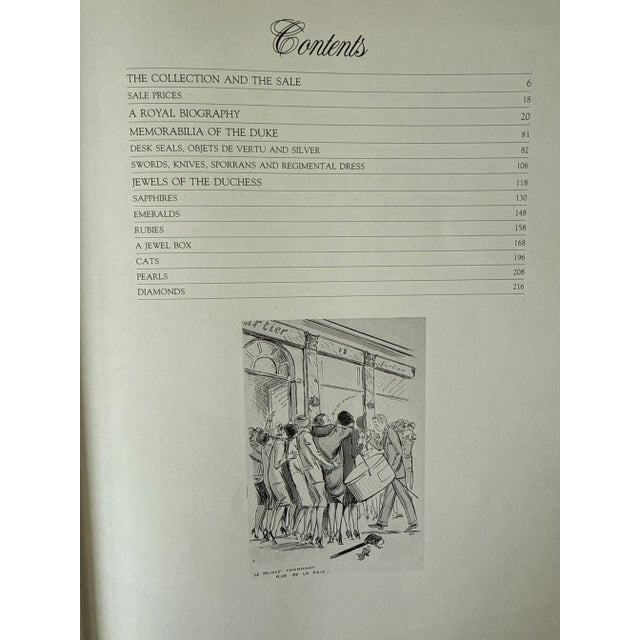 Contents
THE COLLECTION AND THE SALE 6
SALE PRICES 18
A ROYAL BIOGRAPHY 20
MEMORABILIA OF THE DUKE 81
DESK SEALS, OBJETS DE VERTU AND SILVER 82
SWORDS, KNIVES, SPORRANS AND REGIMENTAL DRESS 106
JEWELS OF THE DUCHESS 118
SAPPHIRES 130
EMERALDS 148
RUBIES 158
A JEWEL BOX 168
CATS 196
PEARLS 208
DIAMONDS 216
artier
13
Cartier
LE PRINCE CHARMANT
RUE DE LA PAIX.